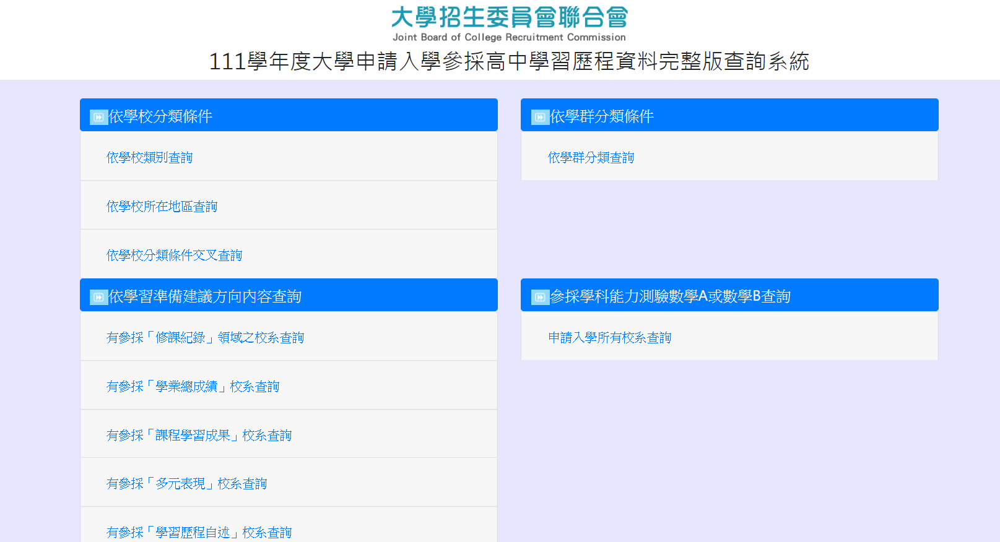 大學招生委員會聯合會
Joint Board of College Recruitment Commission
111學年度大學申請入學參採高中學習歷程資料完整版查詢系統
依學校分類條件
依學校類別查詢
依學校所在地區查詢
依學校分類條件交叉查詢
依學群分類條件
依學群分類查詢
依學習準備建議方向內容查詢
有參採「修課紀錄」領域之校系查詢
有參採「學業總成績」校系查詢
有參採「課程學習成果」校系查詢
有參採「多元表現」校系查詢
有參採「學習歷程自述」校系查詢
參採學科能力測驗數學A或數學B查詢
申請入學所有校系查詢